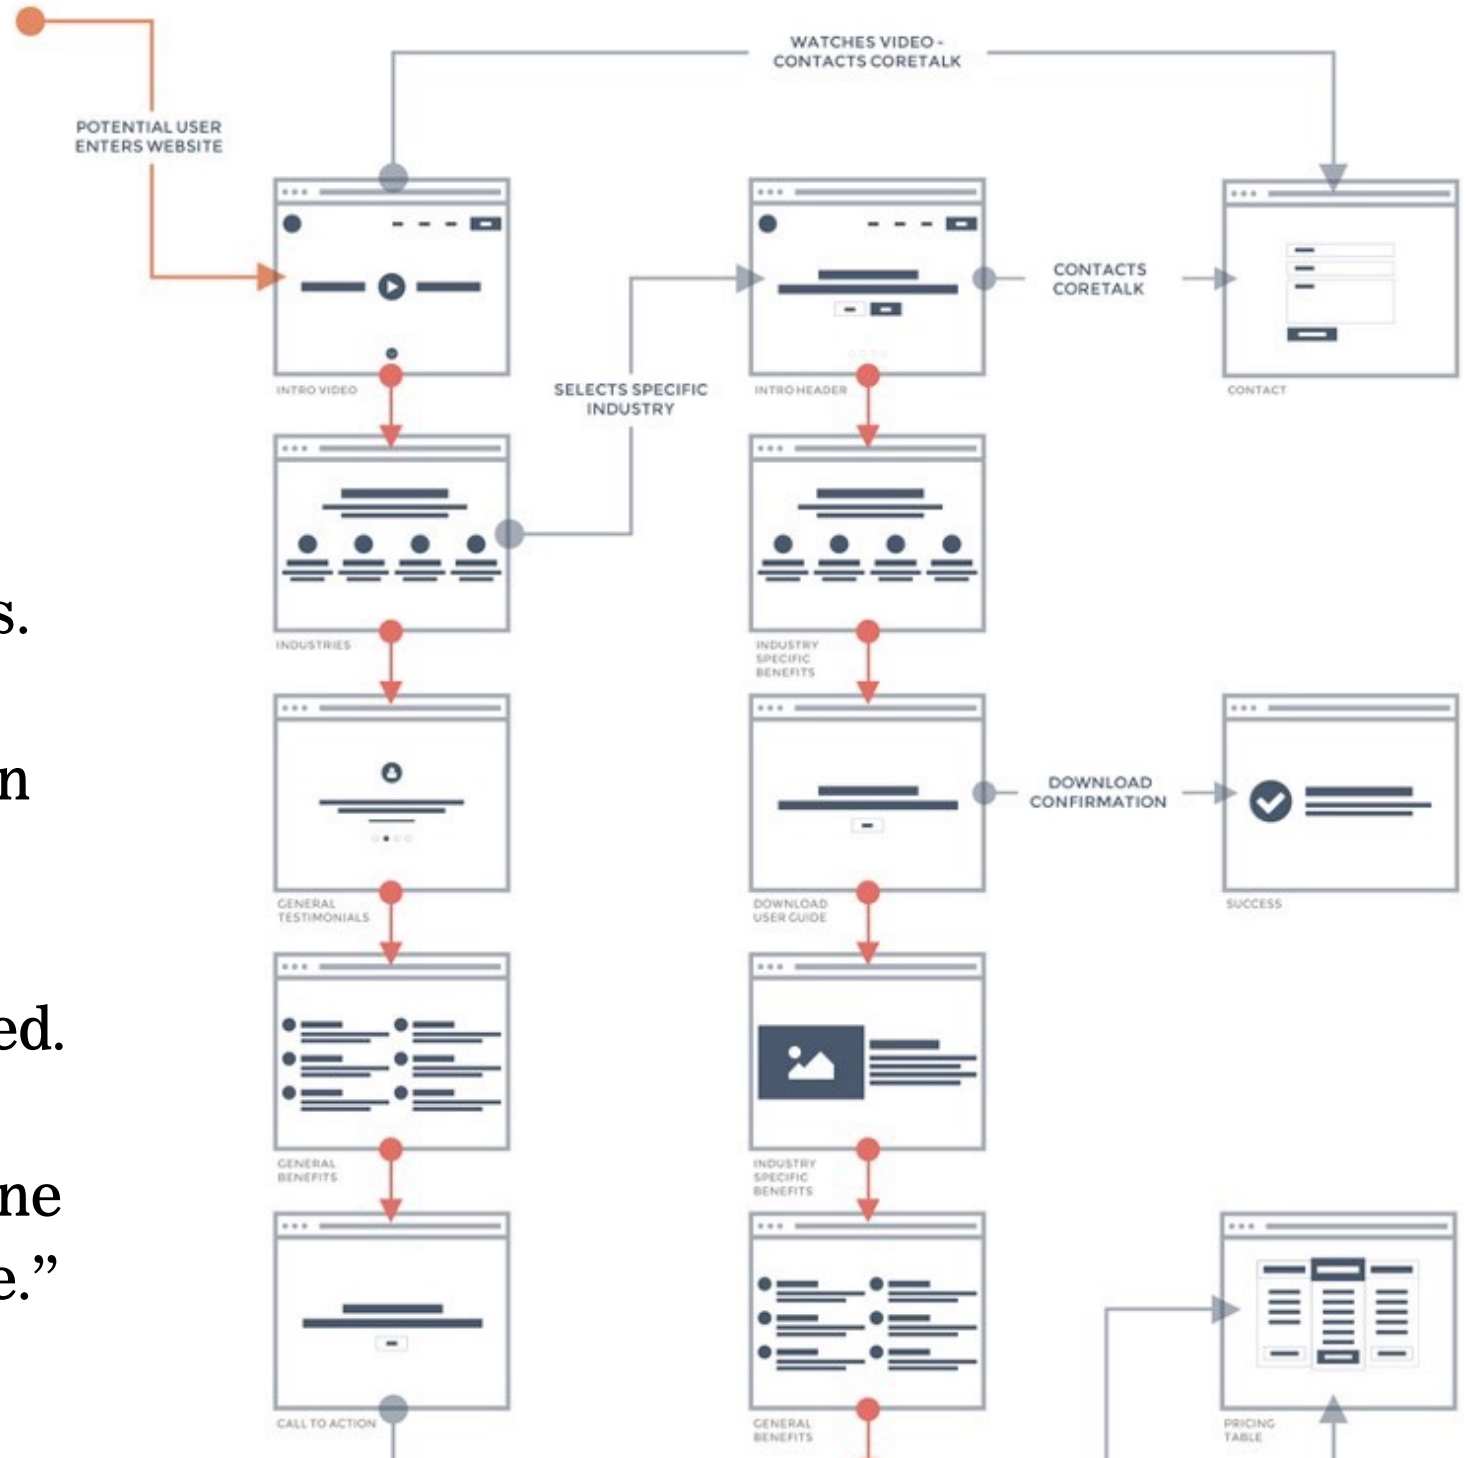 WATCHES VIDEO -
CONTACTS CORETALK
POTENTIAL USER
ENTERS WEBSITE
CONTACTS
CORETALK
SELECTS SPECIFIC
INDUSTRY
INTRO VIDEO
INTRO HEADER
CONTACT
s.
INDUSTRIES
INDUSTRY
SPECIFIC
BENEFITS
n
DOWNLOAD
CONFIRMATION
GENERAL
TESTIMONIALS
DOWNLOAD
USER GUIDE
SUCCESS
ed.
GENERAL
BENEFITS
INDUSTRY
SPECIFIC
BENEFITS
ne
e.”
CALL TO ACTION
GENERAL
BENEFITS
PRICING
TABLE